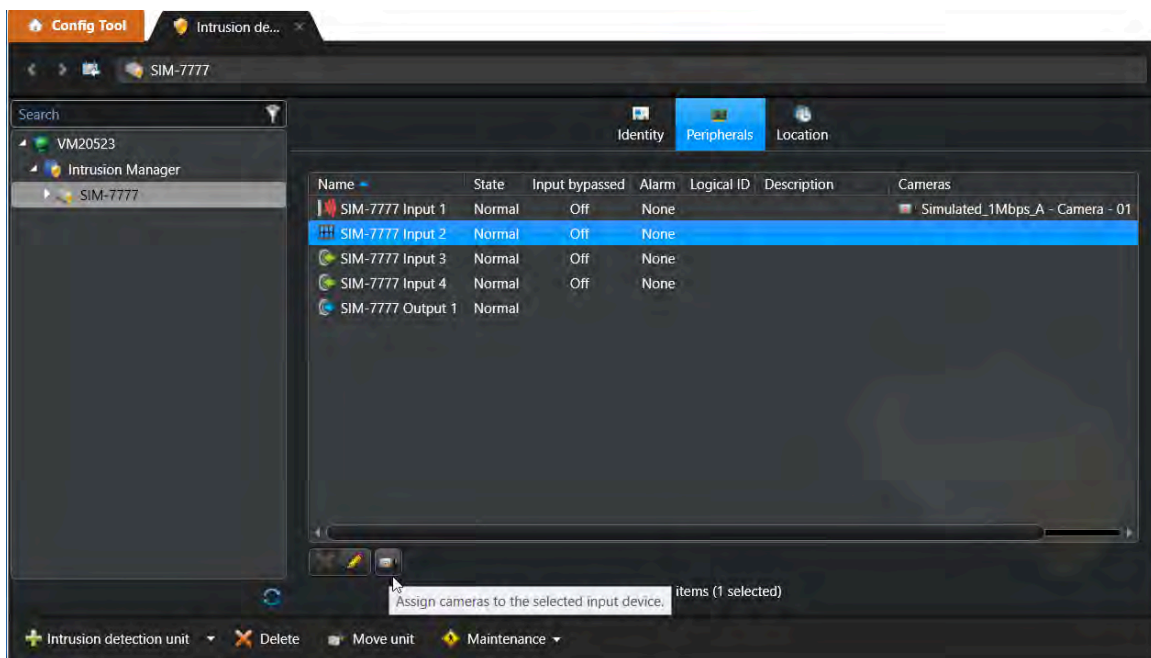 Config Tool
Intrusion de...
SIM-7777
Search
VM20523
Intrusion Manager
SIM-7777
Identity
Peripherals
Location
Name State Input bypassed Alarm Logical ID Description Cameras
SIM-7777 Input 1 Normal Off None Simulated_1Mbps_A - Camera - 01
SIM-7777 Input 2 Normal Off None
SIM-7777 Input 3 Normal Off None
SIM-7777 Input 4 Normal Off None
SIM-7777 Output 1 Normal
Assign cameras to the selected input device.
items (1 selected)
Intrusion detection unit Delete Move unit Maintenance